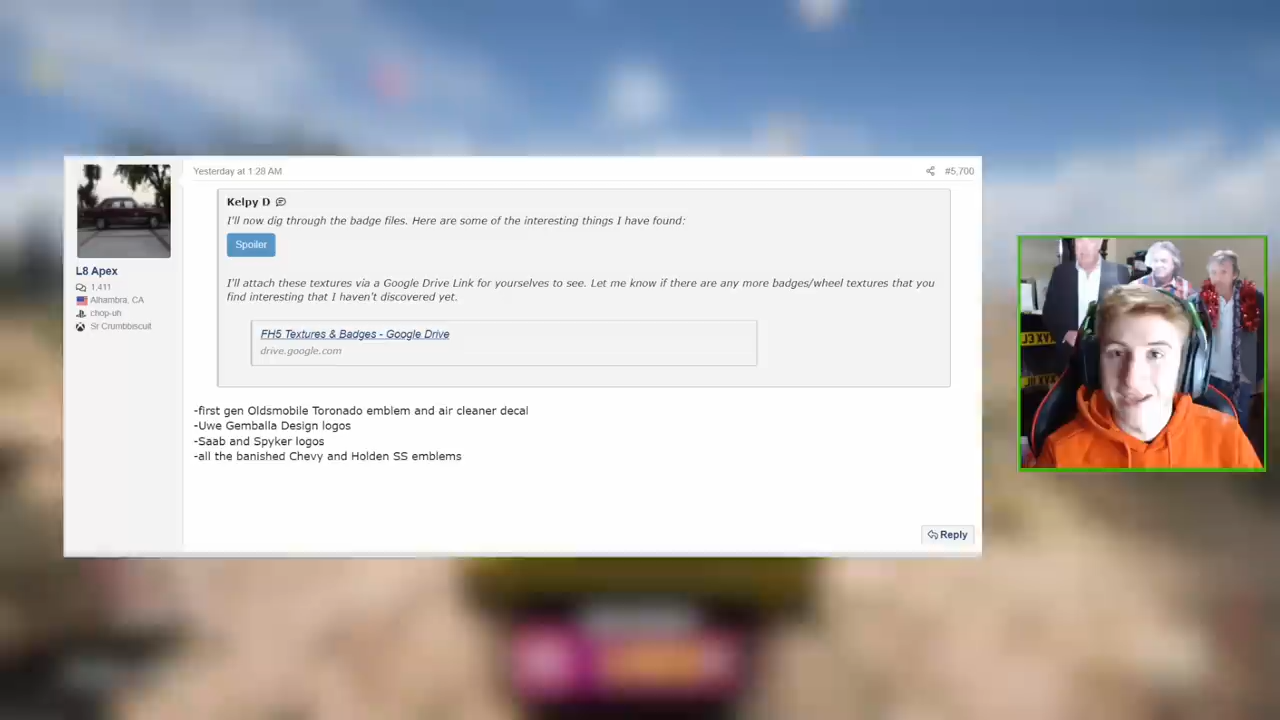 Yesterday at 1:28 AM
#5,700
Kelpy D
I'll now dig through the badge files. Here are some of the interesting things I have found:
Spoiler
I'll attach these textures via a Google Drive Link for yourselves to see. Let me know if there are any more badges/wheel textures that you
find interesting that I haven't discovered yet.
FH5 Textures & Badges - Google Drive
drive.google.com
L8 Apex
1,411
Alhambra, CA
chop-uh
Sr Crumbbiscuit
-first gen Oldsmobile Toronado emblem and air cleaner decal
-Uwe Gemballa Design logos
-Saab and Spyker logos
-all the banished Chevy and Holden SS emblems
Reply